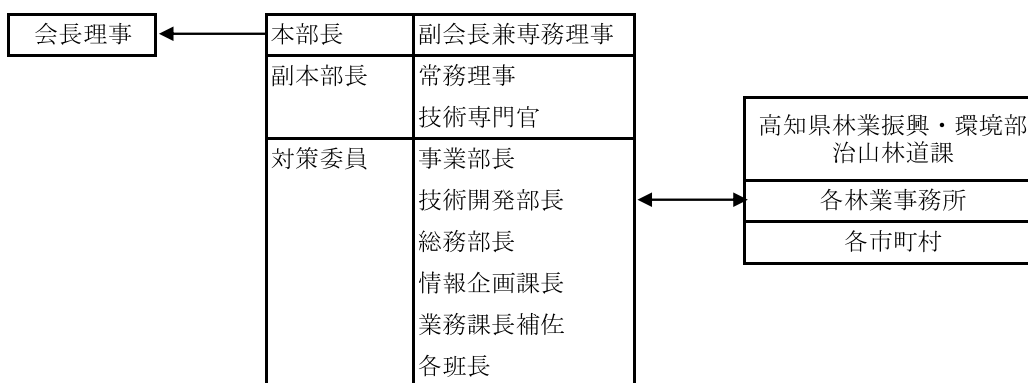 会長理事
本部長 副会長兼専務理事
副本部長 常務理事
技術専門官
対策委員 事業部長
技術開発部長
総務部長
情報企画課長
業務課長補佐
各班長
高知県林業振興・環境部
治山林道課
各林業事務所
各市町村